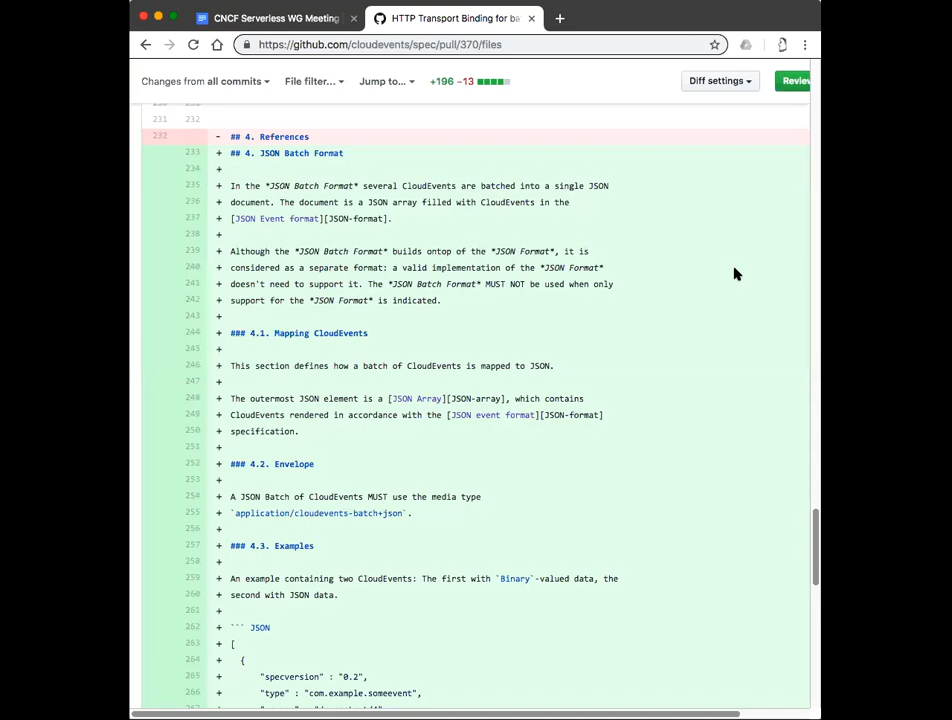 CNCF Serverless WG Meeting
HTTP Transport Binding for ba
https://github.com/cloudevents/spec/pull/370/files
Changes from all commits
File filter...
Jump to...
+196 −13
Diff settings
Review
231 232
232 - ## 4. References
233 + ## 4. JSON Batch Format
234 +
235 + In the *JSON Batch Format* several CloudEvents are batched into a single JSON
236 + document. The document is a JSON array filled with CloudEvents in the
237 + [JSON Event format][JSON-format].
238 +
239 + Although the *JSON Batch Format* builds ontop of the *JSON Format*, it is
240 + considered as a separate format: a valid implementation of the *JSON Format*
241 + doesn't need to support it. The *JSON Batch Format* MUST NOT be used when only
242 + support for the *JSON Format* is indicated.
243 +
244 + ### 4.1. Mapping CloudEvents
245 +
246 + This section defines how a batch of CloudEvents is mapped to JSON.
247 +
248 + The outermost JSON element is a [JSON Array][JSON-array], which contains
249 + CloudEvents rendered in accordance with the [JSON event format][JSON-format]
250 + specification.
251 +
252 + ### 4.2. Envelope
253 +
254 + A JSON Batch of CloudEvents MUST use the media type
255 + `application/cloudevents-batch+json`.
256 +
257 + ### 4.3. Examples
258 +
259 + An example containing two CloudEvents: The first with `Binary`-valued data, the
260 + second with JSON data.
261 +
262 + ``` JSON
263 + [
264 + {
265 + "specversion" : "0.2",
266 + "type" : "com.example.someevent",